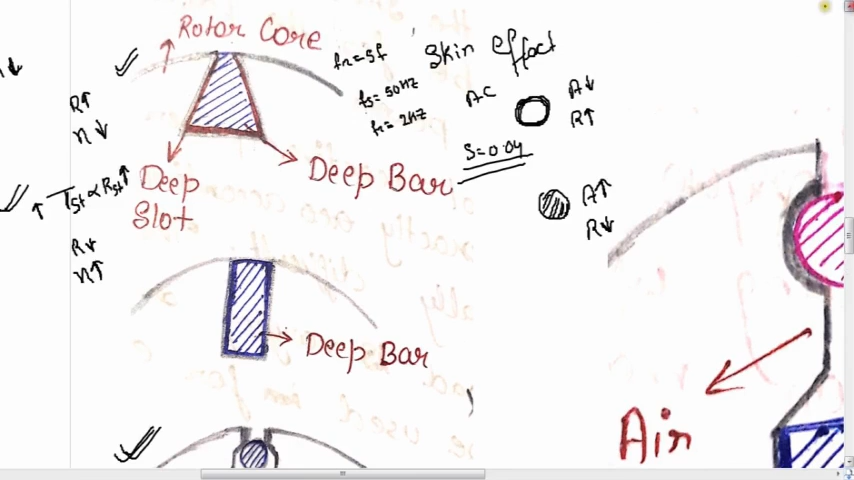 Rotor Core
fr=sf
Skin effect
fs=50HZ
fr=2HZ
AC
A↓
R↑
S=0.04
R↑
η↓
Deep Bar
Deep
Slot
↑ Tst ∝ Rst ↑
A↑
R↓
R↓
η↑
Deep Bar
Air